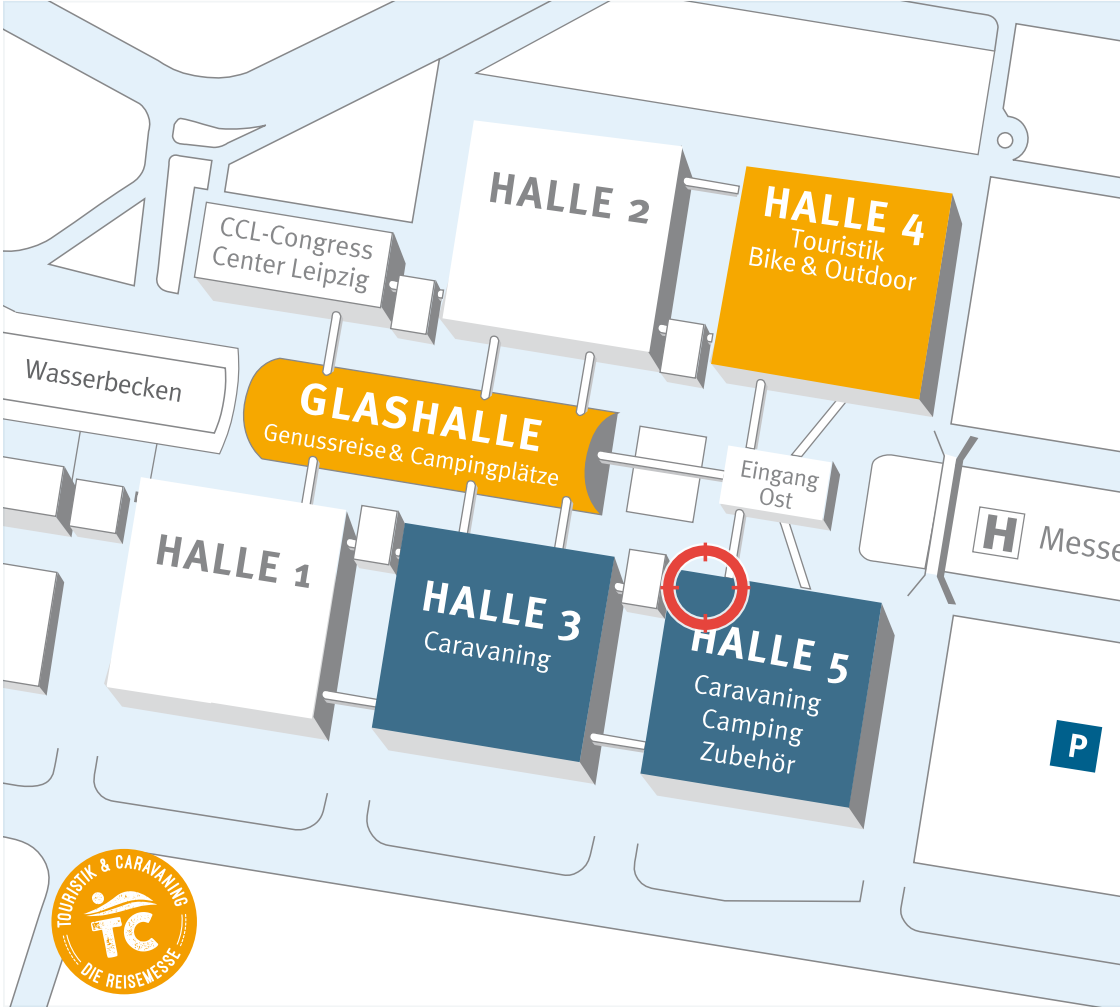 HALLE 2
HALLE 4
Touristik
Bike & Outdoor
CCL-Congress
Center Leipzig
Wasserbecken
GLASHALLE
Genussreise & Campingplätze
Eingang
Ost
H Messe
HALLE 1
HALLE 3
Caravaning
HALLE 5
Caravaning
Camping
Zubehör
P
TOURISTIK & CARAVANING
TC
DIE REISEMESSE